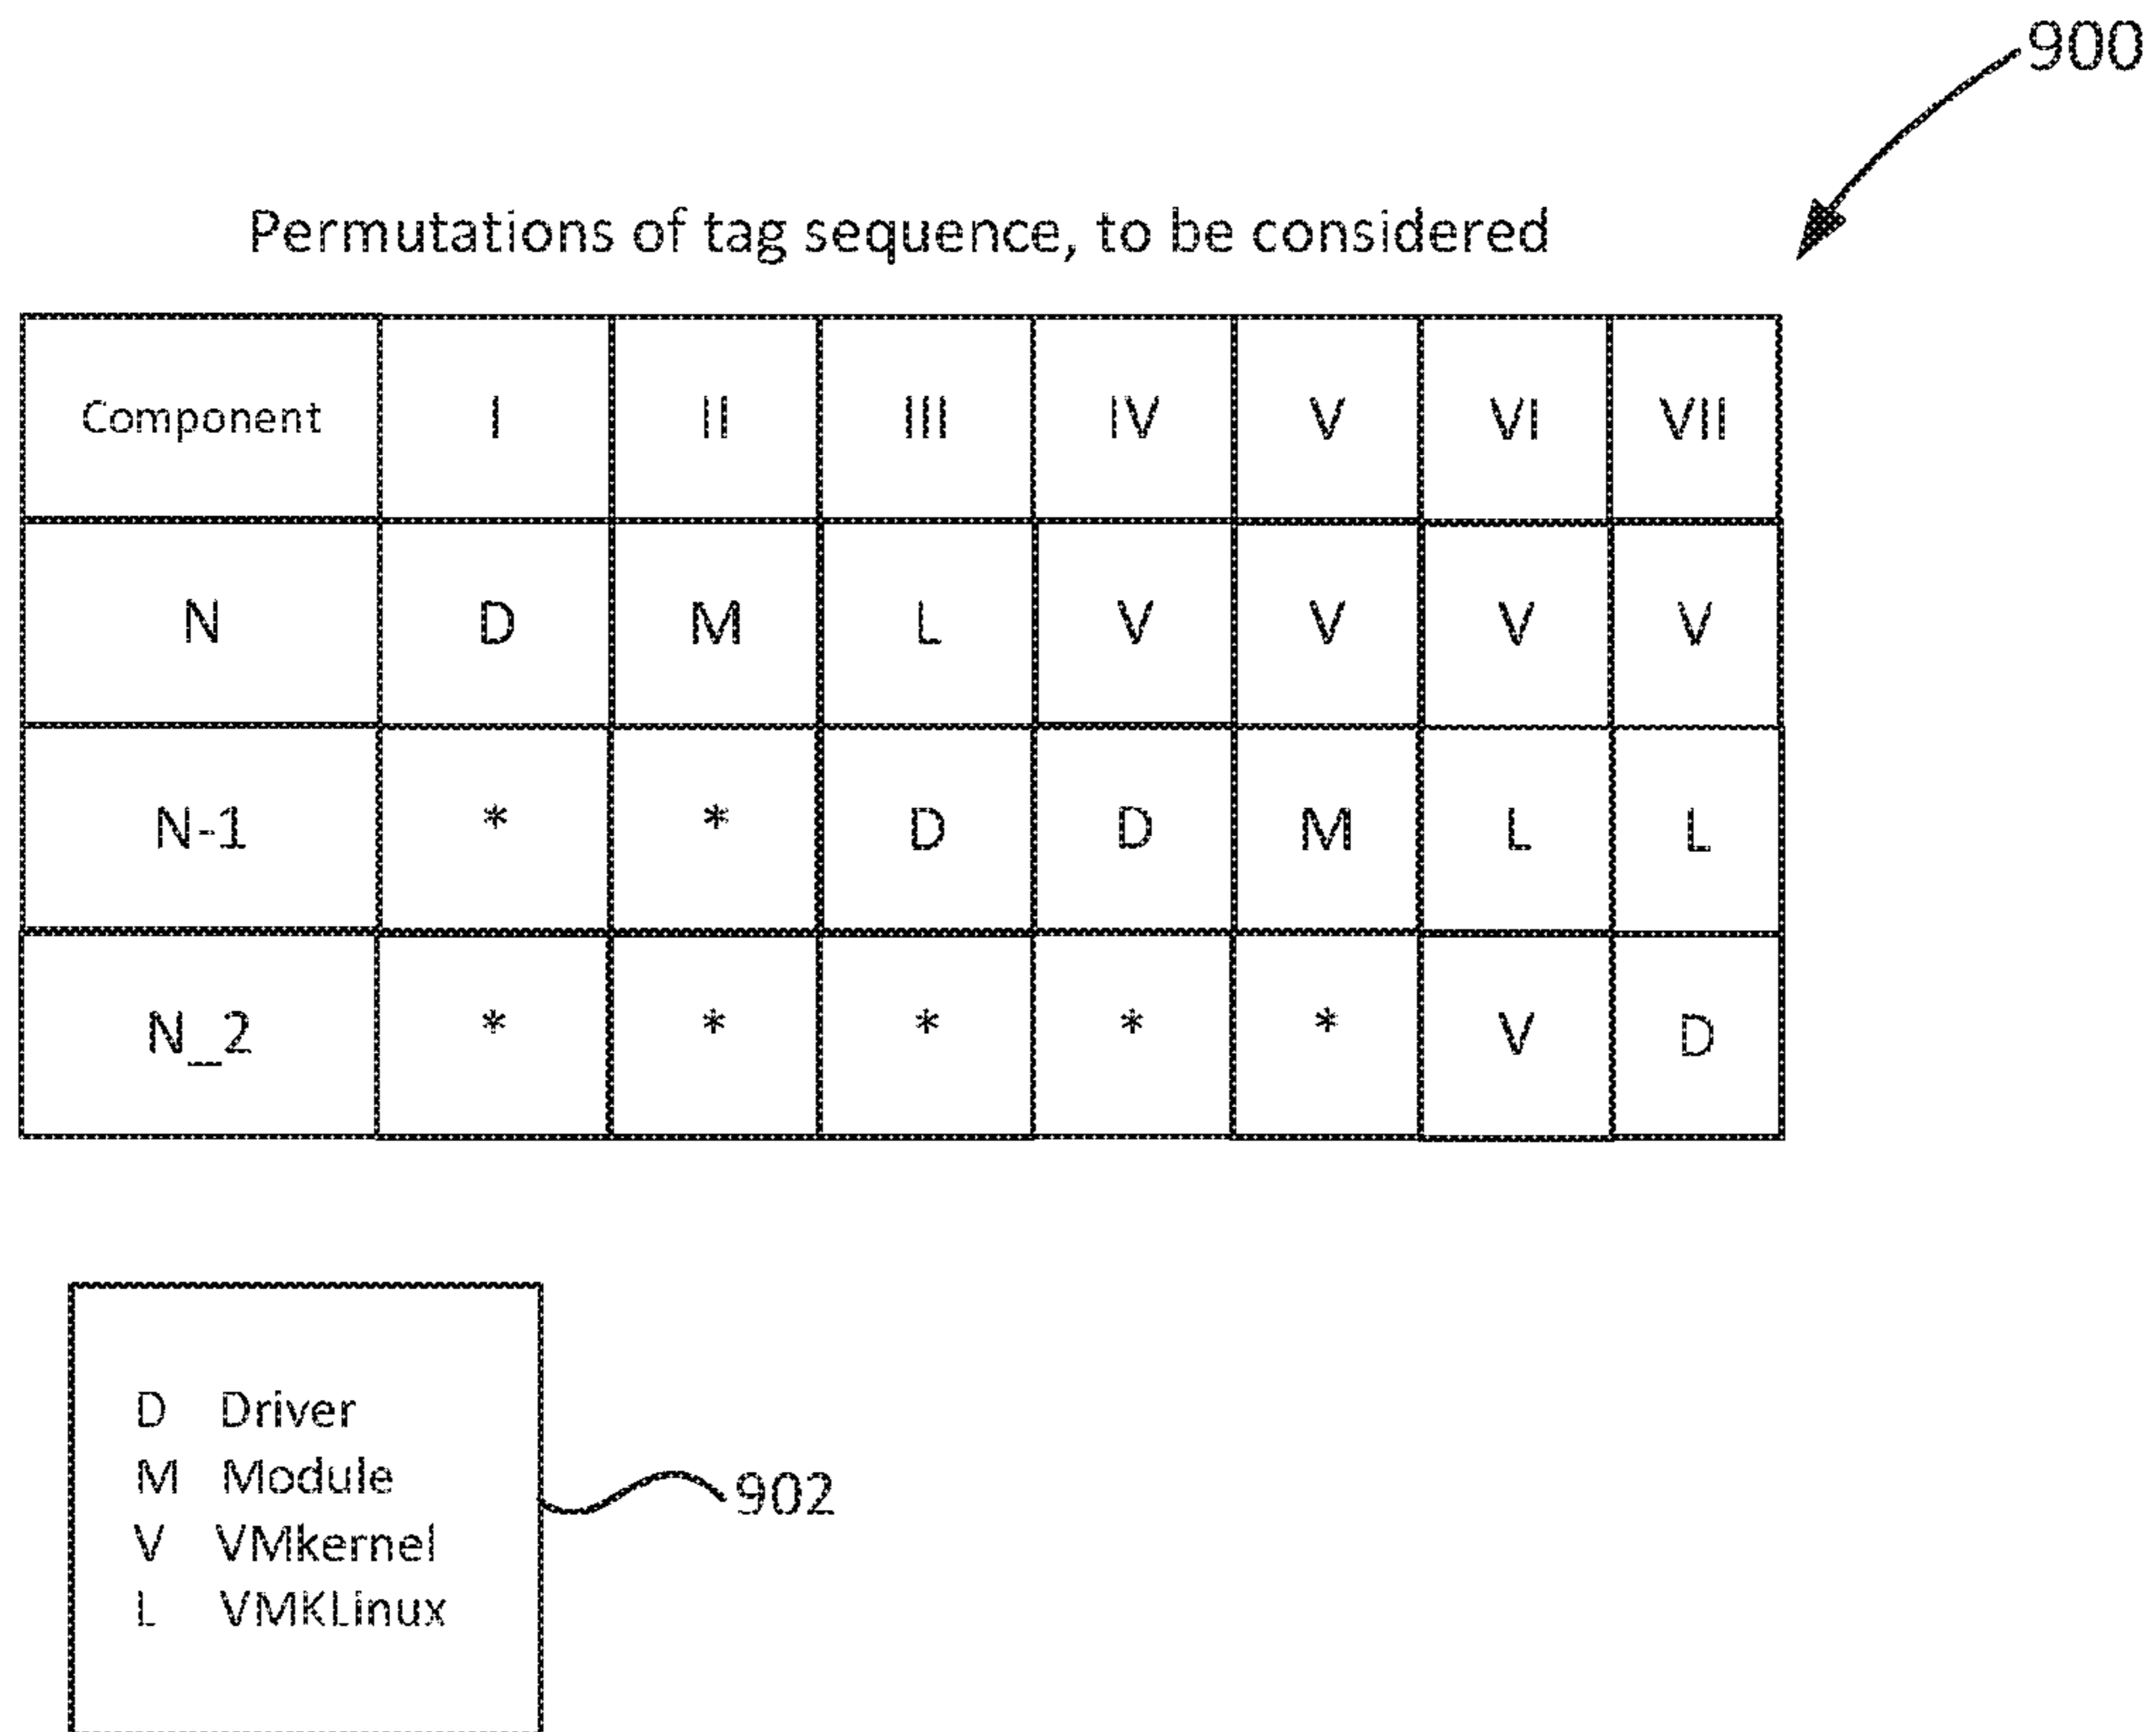 900
Permutations of tag sequence, to be considered
Component I II III IV V VI VII
N D M L V V V V
N-1 * * D D M L L
N_2 * * * * * V D
D Driver
M Module
902
V VMkernel
L VMKLinux